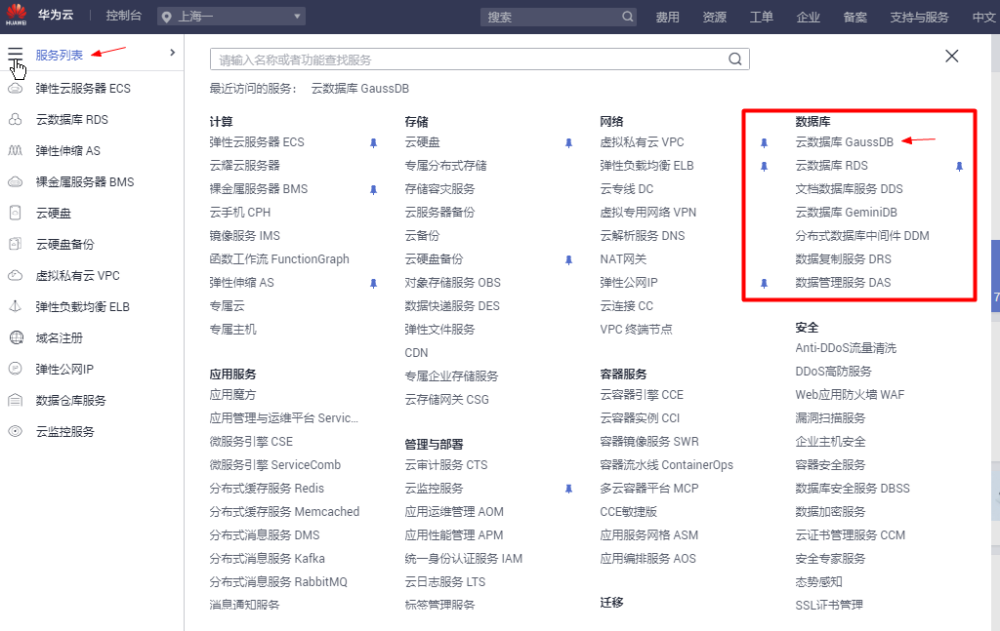 HUAWEI
华为云
控制台
上海一
搜索
费用
资源
工单
企业
备案
支持与服务
中文
服务列表
弹性云服务器 ECS
云数据库 RDS
弹性伸缩 AS
裸金属服务器 BMS
云硬盘
云硬盘备份
虚拟私有云 VPC
弹性负载均衡 ELB
域名注册
弹性公网IP
数据仓库服务
云监控服务
请输入名称或者功能查找服务
最近访问的服务： 云数据库 GaussDB
计算
弹性云服务器 ECS
云耀云服务器
裸金属服务器 BMS
云手机 CPH
镜像服务 IMS
函数工作流 FunctionGraph
弹性伸缩 AS
专属云
专属主机
应用服务
应用魔方
应用管理与运维平台 Servic...
微服务引擎 CSE
微服务引擎 ServiceComb
分布式缓存服务 Redis
分布式缓存服务 Memcached
分布式消息服务 DMS
分布式消息服务 Kafka
分布式消息服务 RabbitMQ
消息通知服务
存储
云硬盘
专属分布式存储
存储容灾服务
云服务器备份
云备份
云硬盘备份
对象存储服务 OBS
数据快递服务 DES
弹性文件服务
CDN
专属企业存储服务
云存储网关 CSG
管理与部署
云审计服务 CTS
云监控服务
应用运维管理 AOM
应用性能管理 APM
统一身份认证服务 IAM
云日志服务 LTS
标签管理服务
网络
虚拟私有云 VPC
弹性负载均衡 ELB
云专线 DC
虚拟专用网络 VPN
云解析服务 DNS
NAT网关
弹性公网IP
云连接 CC
VPC 终端节点
容器服务
云容器引擎 CCE
云容器实例 CCI
容器镜像服务 SWR
容器流水线 ContainerOps
多云容器平台 MCP
CCE敏捷版
应用服务网格 ASM
应用编排服务 AOS
迁移
数据库
云数据库 GaussDB
云数据库 RDS
文档数据库服务 DDS
云数据库 GeminiDB
分布式数据库中间件 DDM
数据复制服务 DRS
数据管理服务 DAS
安全
Anti-DDoS流量清洗
DDoS高防服务
Web应用防火墙 WAF
漏洞扫描服务
企业主机安全
容器安全服务
数据库安全服务 DBSS
数据加密服务
云证书管理服务 CCM
安全专家服务
态势感知
SSL证书管理
7